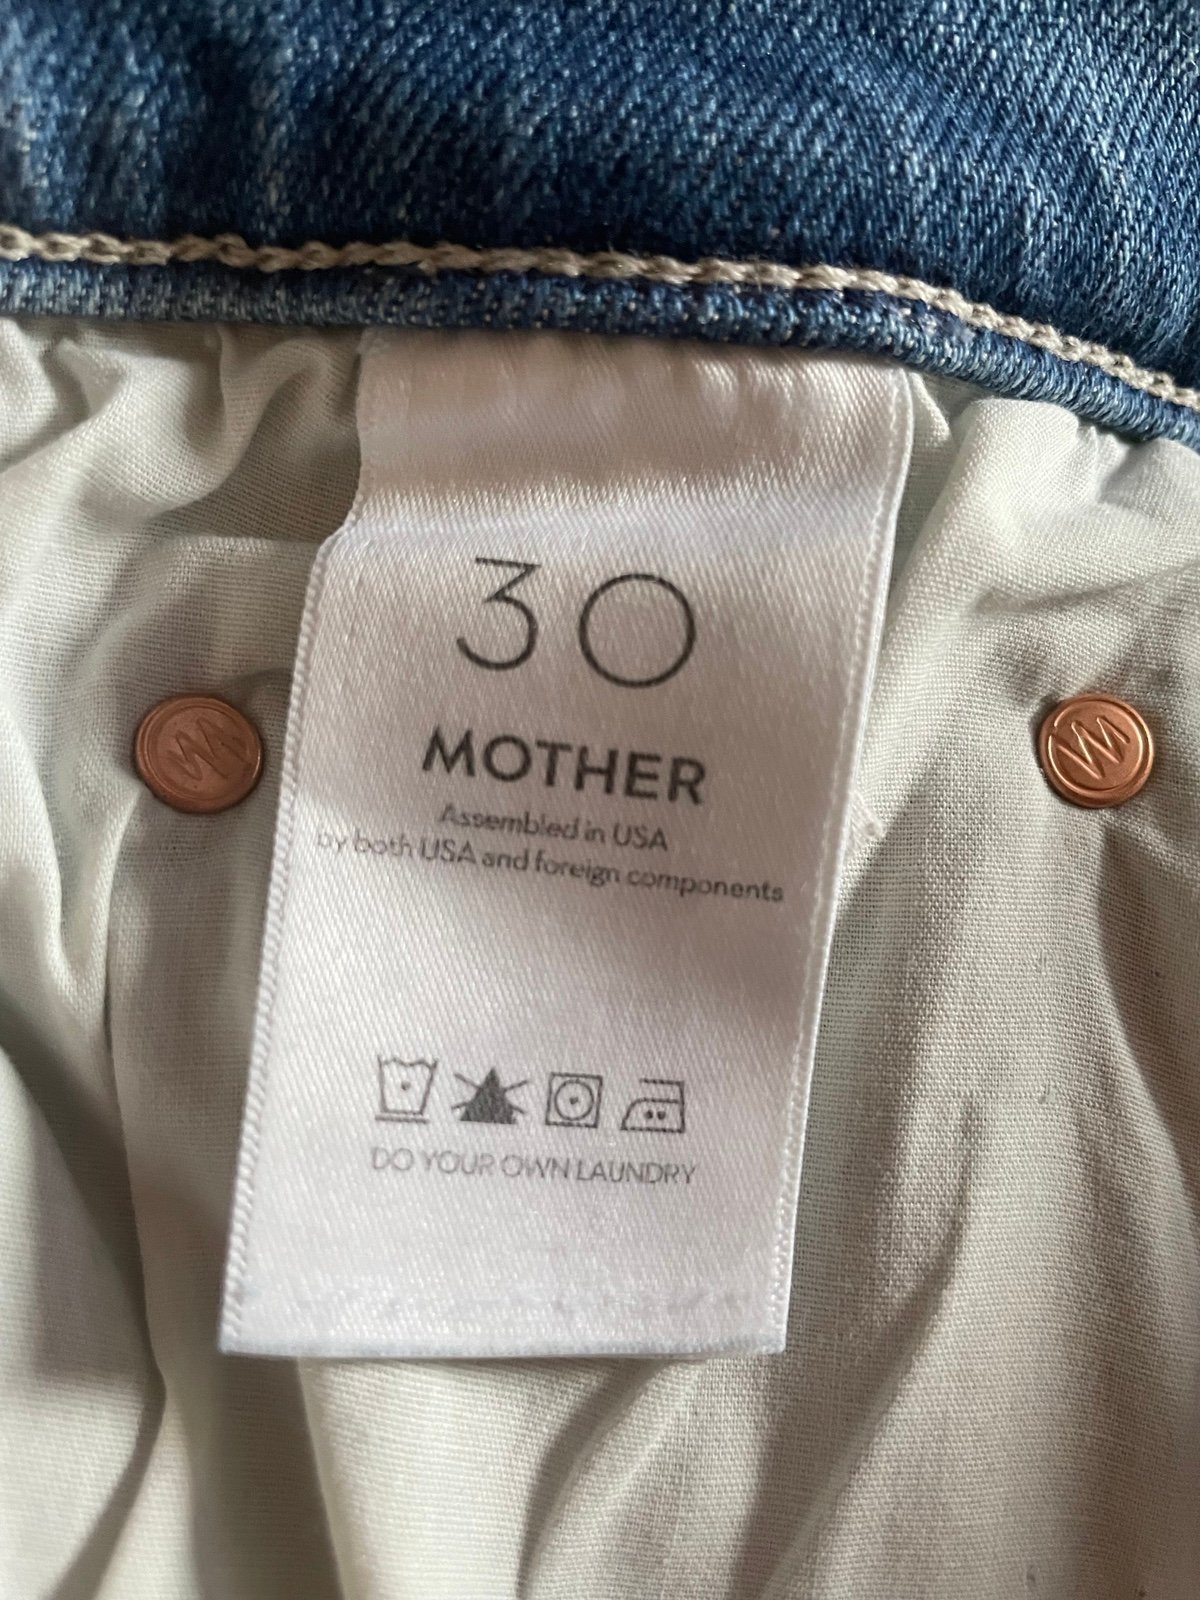 30
MOTHER
Assembled in USA
by both USA and foreign components
DO YOUR OWN LAUNDRY